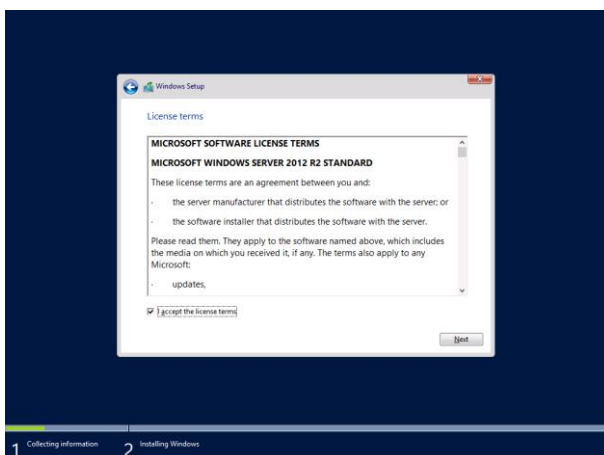 Windows Setup
License terms
MICROSOFT SOFTWARE LICENSE TERMS
MICROSOFT WINDOWS SERVER 2012 R2 STANDARD
These license terms are an agreement between you and:
· the server manufacturer that distributes the software with the server; or
· the software installer that distributes the software with the server.
Please read them. They apply to the software named above, which includes
the media on which you received it, if any. The terms also apply to any
Microsoft:
· updates,
I accept the license terms
Next
1 Collecting information 2 Installing Windows